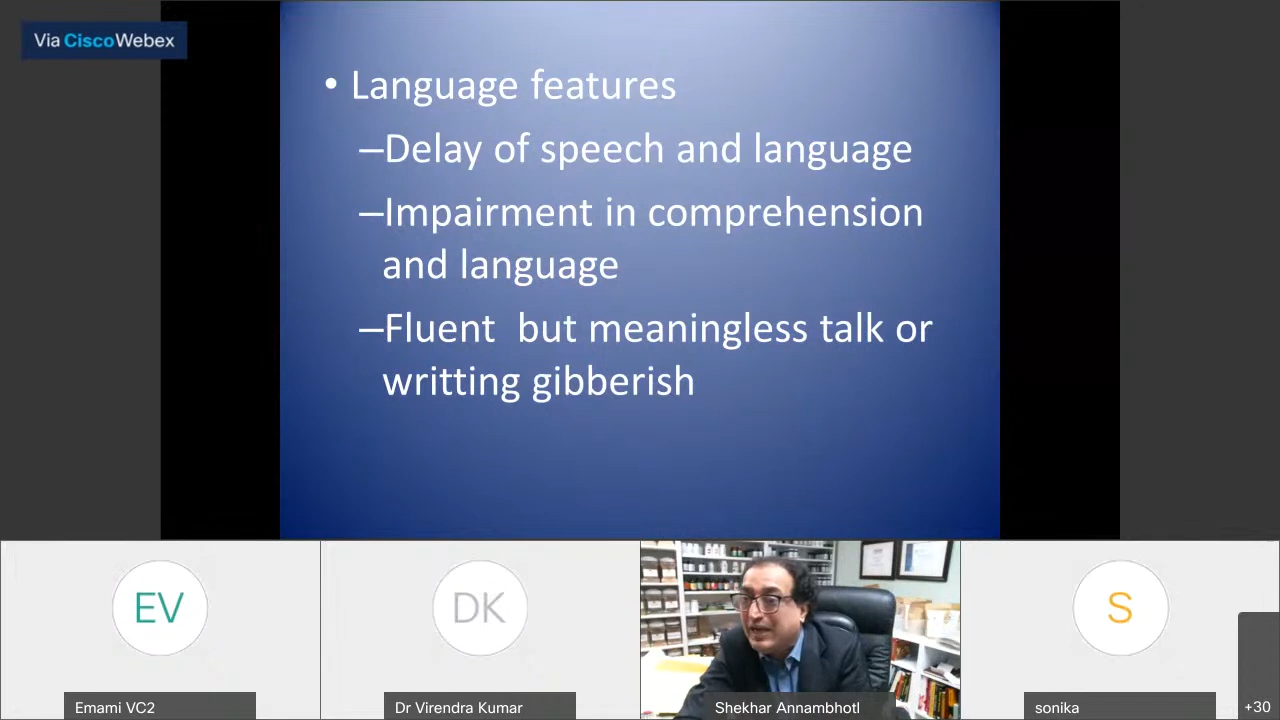 Via CiscoWebex
• Language features
–Delay of speech and language
–Impairment in comprehension
and language
–Fluent but meaningless talk or
writting gibberish
EV
DK
S
Emami VC2
Dr Virendra Kumar
Shekhar Annambhotl
sonika
+30